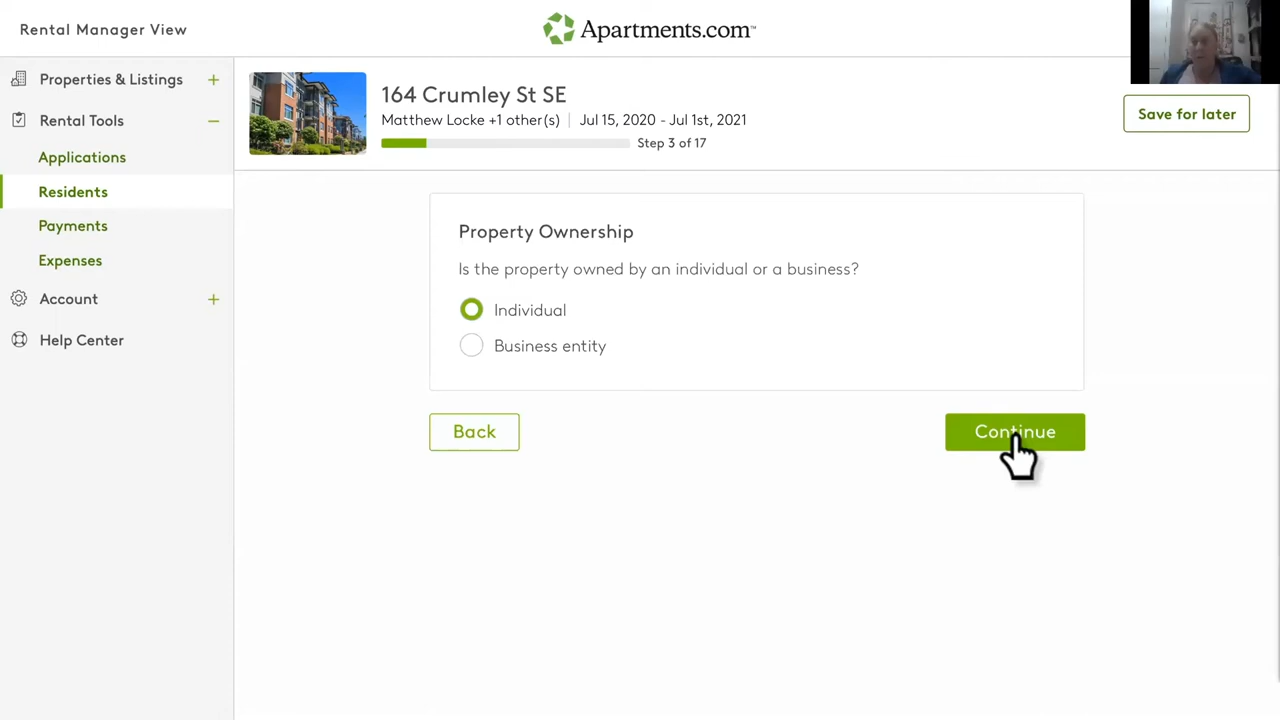 Rental Manager View
Apartments.com™
Properties & Listings +
Rental Tools −
Applications
Residents
Payments
Expenses
Account +
Help Center
164 Crumley St SE
Matthew Locke +1 other(s) | Jul 15, 2020 - Jul 1st, 2021
Step 3 of 17
Save for later
Property Ownership
Is the property owned by an individual or a business?
Individual
Business entity
Back
Continue